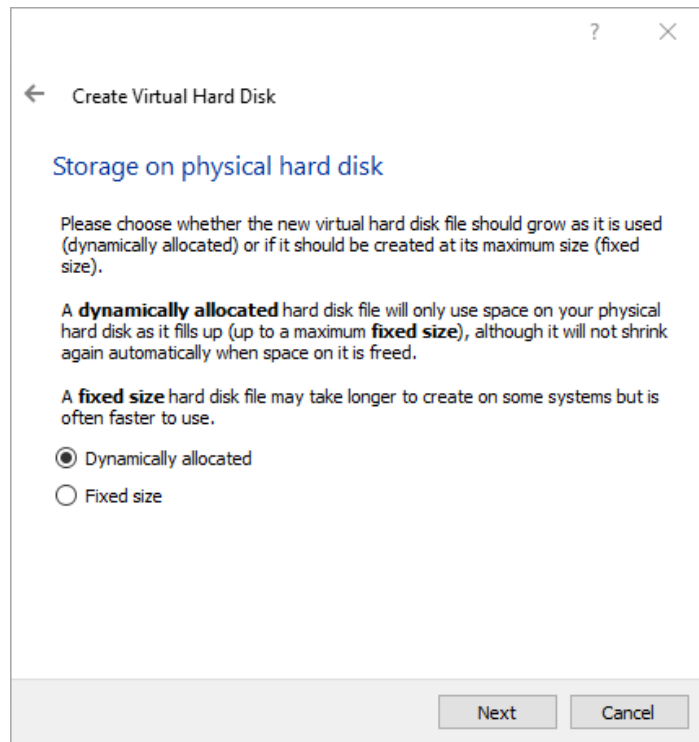 ?
Create Virtual Hard Disk
Storage on physical hard disk
Please choose whether the new virtual hard disk file should grow as it is used
(dynamically allocated) or if it should be created at its maximum size (fixed
size).
A dynamically allocated hard disk file will only use space on your physical
hard disk as it fills up (up to a maximum fixed size), although it will not shrink
again automatically when space on it is freed.
A fixed size hard disk file may take longer to create on some systems but is
often faster to use.
Dynamically allocated
Fixed size
Next Cancel